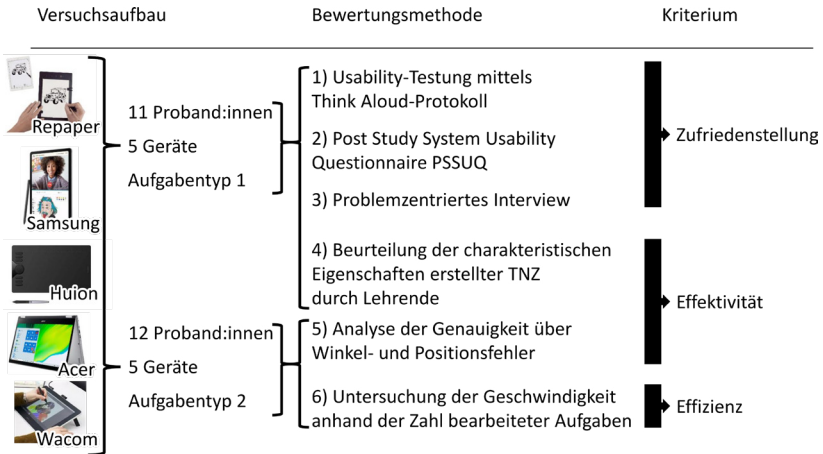 Versuchsaufbau
Bewertungsmethode
Kriterium
Repaper
Samsung
Huion
Acer
Wacom
11 Proband:innen
5 Geräte
Aufgabentyp 1
12 Proband:innen
5 Geräte
Aufgabentyp 2
1) Usability-Testung mittels
Think Aloud-Protokoll
2) Post Study System Usability
Questionnaire PSSUQ
3) Problemzentriertes Interview
4) Beurteilung der charakteristischen
Eigenschaften erstellter TNZ
durch Lehrende
5) Analyse der Genauigkeit über
Winkel- und Positionsfehler
6) Untersuchung der Geschwindigkeit
anhand der Zahl bearbeiteter Aufgaben
Zufriedenstellung
Effektivität
Effizienz